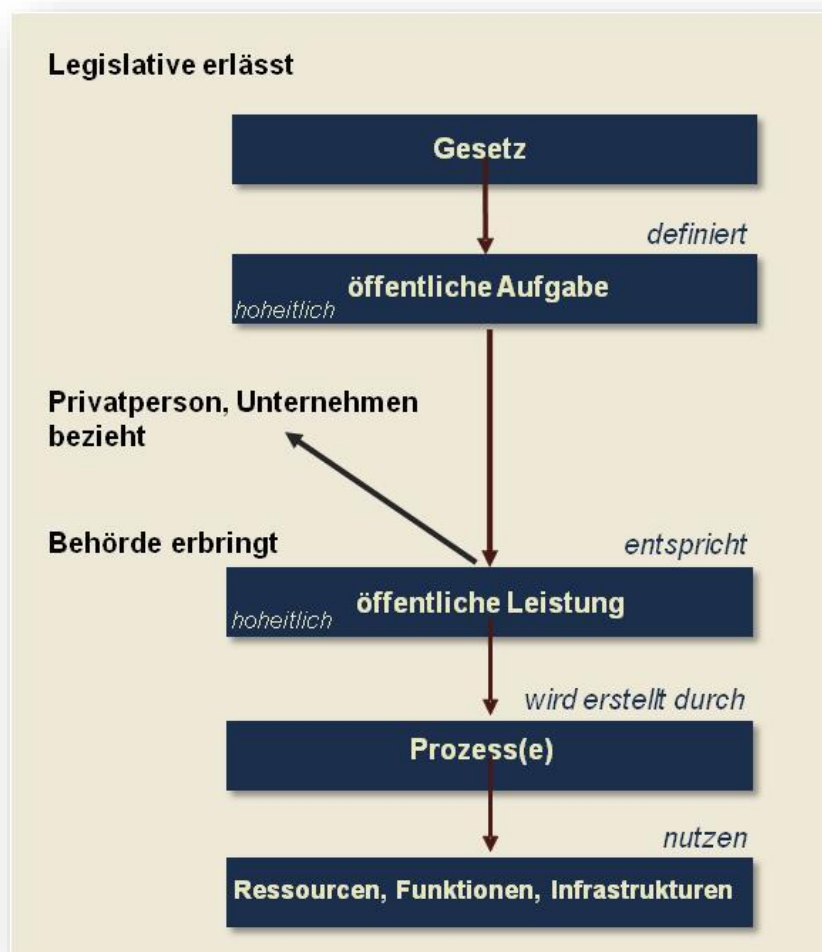 Legislative erlässt
Gesetz
definiert
öffentliche Aufgabe
hoheitlich
Privatperson, Unternehmen
bezieht
Behörde erbringt
entspricht
öffentliche Leistung
hoheitlich
wird erstellt durch
Prozess(e)
nutzen
Ressourcen, Funktionen, Infrastrukturen